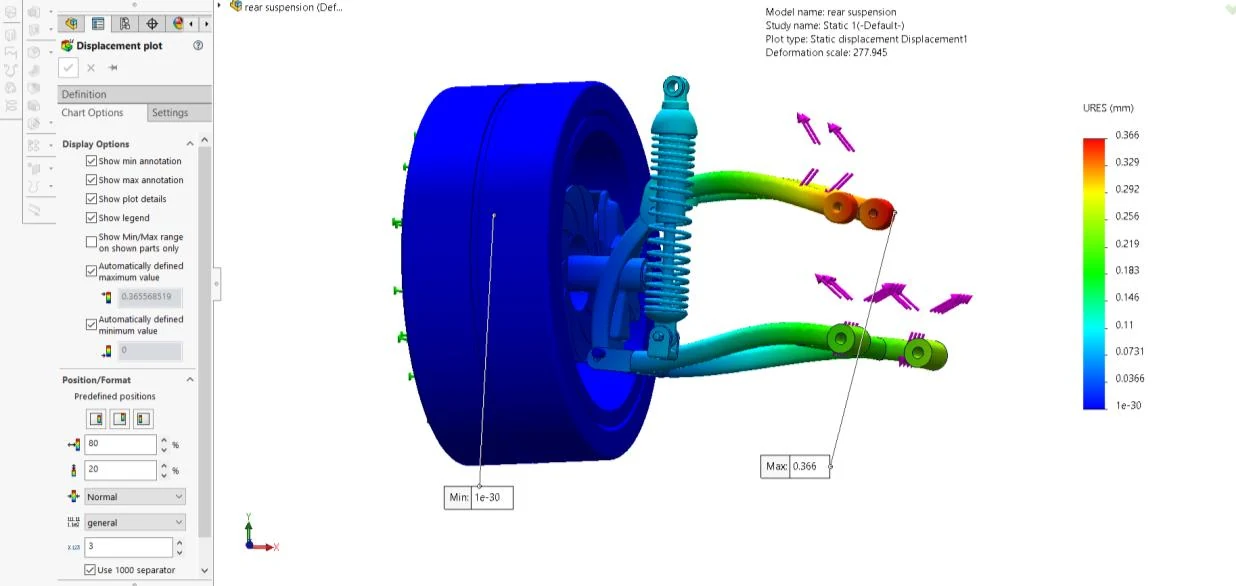 rear suspension (Def...
Displacement plot
Definition
Chart Options
Settings
Display Options
Show min annotation
Show max annotation
Show plot details
Show legend
Show Min/Max range
on shown parts only
Automatically defined
maximum value
0.365568519
Automatically defined
minimum value
0
Position/Format
Predefined positions
80 %
20 %
Normal
general
x.123
3
Use 1000 separator
Model name: rear suspension
Study name: Static 1(-Default-)
Plot type: Static displacement Displacement1
Deformation scale: 277.945
URES (mm)
0.366
0.329
0.292
0.256
0.219
0.183
0.146
0.11
0.0731
0.0366
1e-30
Max: 0.366
Min: 1e-30
Y
X